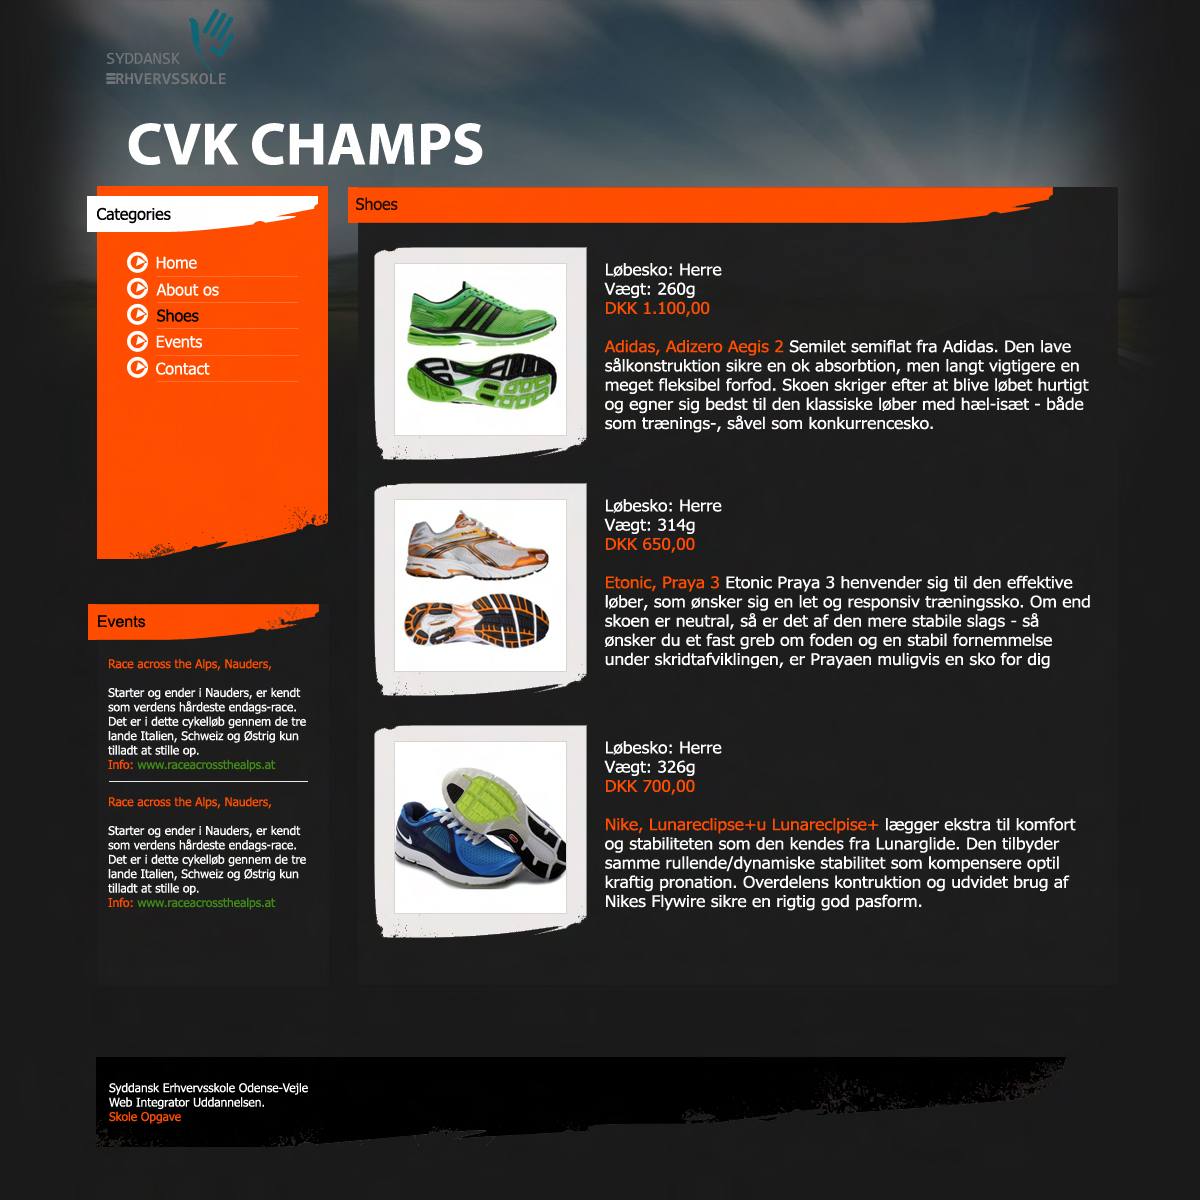 SYDDANSK
ERHVERVSSKOLE
CVK CHAMPS
Categories
Home
About os
Shoes
Events
Contact
Events
Race across the Alps, Nauders,
Starter og ender i Nauders, er kendt
som verdens hårdeste endags-race.
Det er i dette cykelløb gennem de tre
lande Italien, Schweiz og Østrig kun
tilladt at stille op.
Info: www.raceacrossthealps.at
Race across the Alps, Nauders,
Starter og ender i Nauders, er kendt
som verdens hårdeste endags-race.
Det er i dette cykelløb gennem de tre
lande Italien, Schweiz og Østrig kun
tilladt at stille op.
Info: www.raceacrossthealps.at
Shoes
Løbesko: Herre
Vægt: 260g
DKK 1.100,00
Adidas, Adizero Aegis 2 Semilet semiflat fra Adidas. Den lave
sålkonstruktion sikre en ok absorbtion, men langt vigtigere en
meget fleksibel forfod. Skoen skriger efter at blive løbet hurtigt
og egner sig bedst til den klassiske løber med hæl-isæt - både
som trænings-, såvel som konkurrencesko.
Løbesko: Herre
Vægt: 314g
DKK 650,00
Etonic, Praya 3 Etonic Praya 3 henvender sig til den effektive
løber, som ønsker sig en let og responsiv træningssko. Om end
skoen er neutral, så er det af den mere stabile slags - så
ønsker du et fast greb om foden og en stabil fornemmelse
under skridtafviklingen, er Prayaen muligvis en sko for dig
Løbesko: Herre
Vægt: 326g
DKK 700,00
Nike, Lunareclipse+u Lunareclpise+ lægger ekstra til komfort
og stabiliteten som den kendes fra Lunarglide. Den tilbyder
samme rullende/dynamiske stabilitet som kompensere optil
kraftig pronation. Overdelens kontruktion og udvidet brug af
Nikes Flywire sikre en rigtig god pasform.
Syddansk Erhvervsskole Odense-Vejle
Web Integrator Uddannelsen.
Skole Opgave